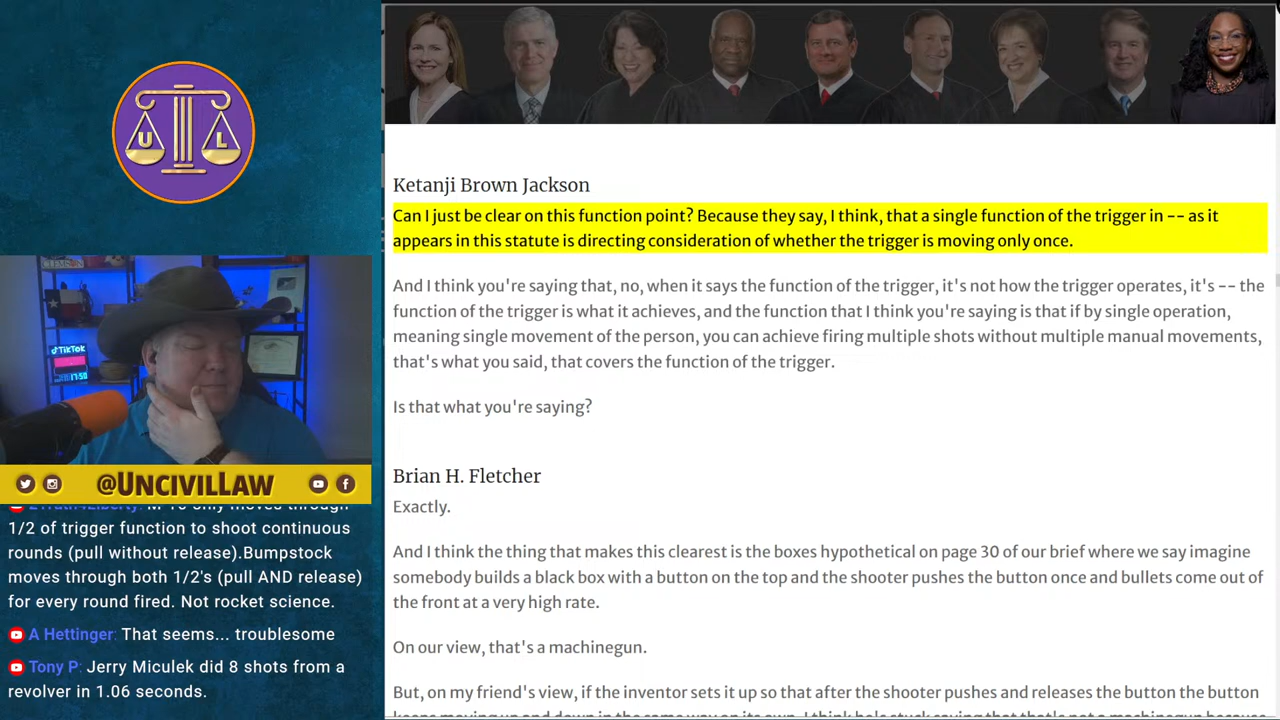 U L
TikTok
17:50
@UNCIVILLAW
1/2 of trigger function to shoot continuous
rounds (pull without release).Bumpstock
moves through both 1/2's (pull AND release)
for every round fired. Not rocket science.
A Hettinger: That seems... troublesome
Tony P: Jerry Miculek did 8 shots from a
revolver in 1.06 seconds.
Ketanji Brown Jackson
Can I just be clear on this function point? Because they say, I think, that a single function of the trigger in -- as it
appears in this statute is directing consideration of whether the trigger is moving only once.
And I think you're saying that, no, when it says the function of the trigger, it's not how the trigger operates, it's -- the
function of the trigger is what it achieves, and the function that I think you're saying is that if by single operation,
meaning single movement of the person, you can achieve firing multiple shots without multiple manual movements,
that's what you said, that covers the function of the trigger.
Is that what you're saying?
Brian H. Fletcher
Exactly.
And I think the thing that makes this clearest is the boxes hypothetical on page 30 of our brief where we say imagine
somebody builds a black box with a button on the top and the shooter pushes the button once and bullets come out of
the front at a very high rate.
On our view, that's a machinegun.
But, on my friend's view, if the inventor sets it up so that after the shooter pushes and releases the button the button